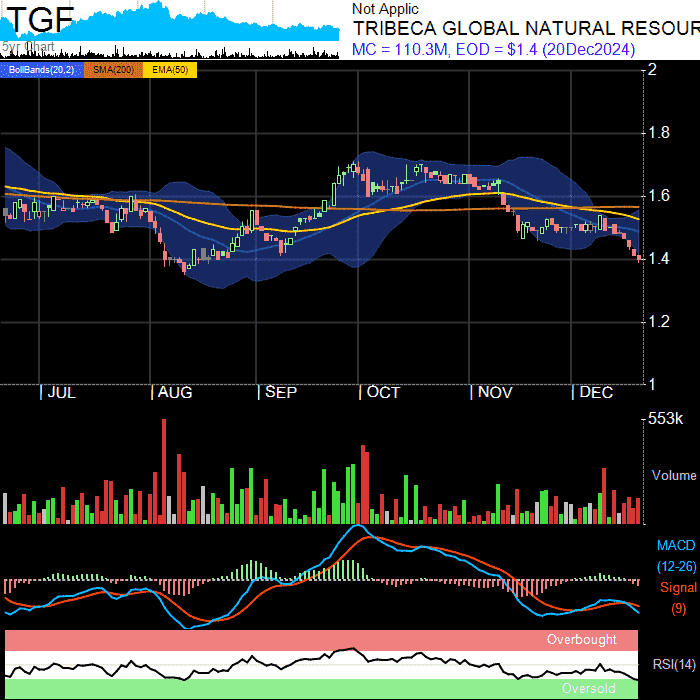 TGF
5yr Chart
Not Applic
TRIBECA GLOBAL NATURAL RESOUR
MC = 110.3M, EOD = $1.4 (20Dec2024)
BollBands(20,2) SMA(200) EMA(50)
2
1.8
1.6
1.4
1.2
1
JUL AUG SEP OCT NOV DEC
553k
Volume
MACD
(12-26)
Signal
(9)
Overbought
RSI(14)
Oversold